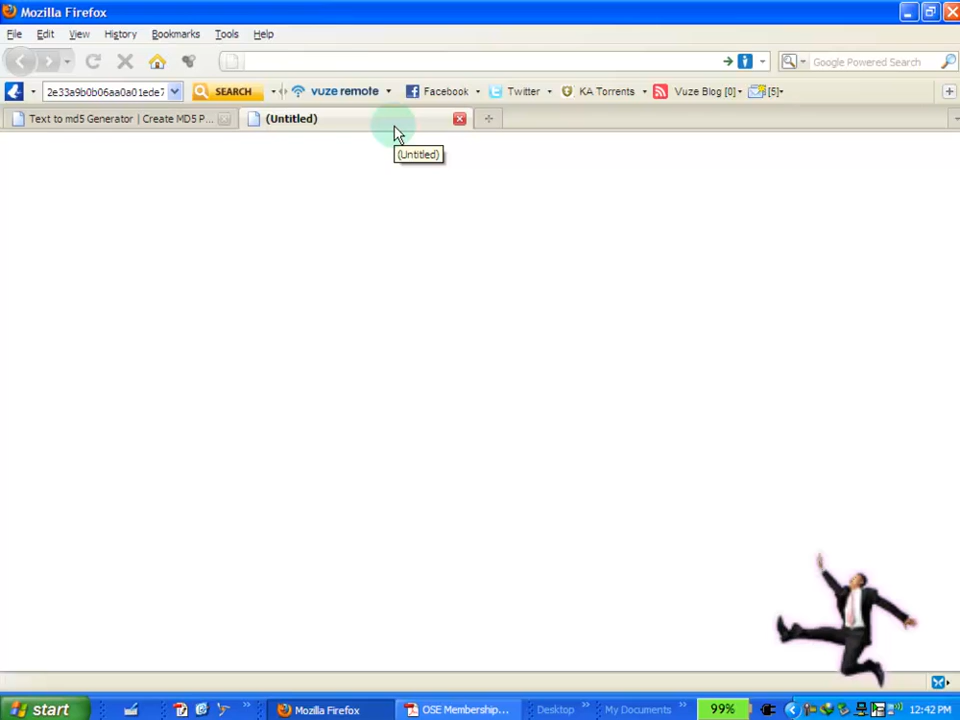 Mozilla Firefox
File Edit View History Bookmarks Tools Help
Google Powered Search
2e33a9b0b06aa0a01ede7 SEARCH vuze remote Facebook Twitter KA Torrents Vuze Blog [0] [5]
Text to md5 Generator | Create MD5 P... (Untitled)
(Untitled)
start Mozilla Firefox OSE Membership... Desktop My Documents 99% 12:42 PM